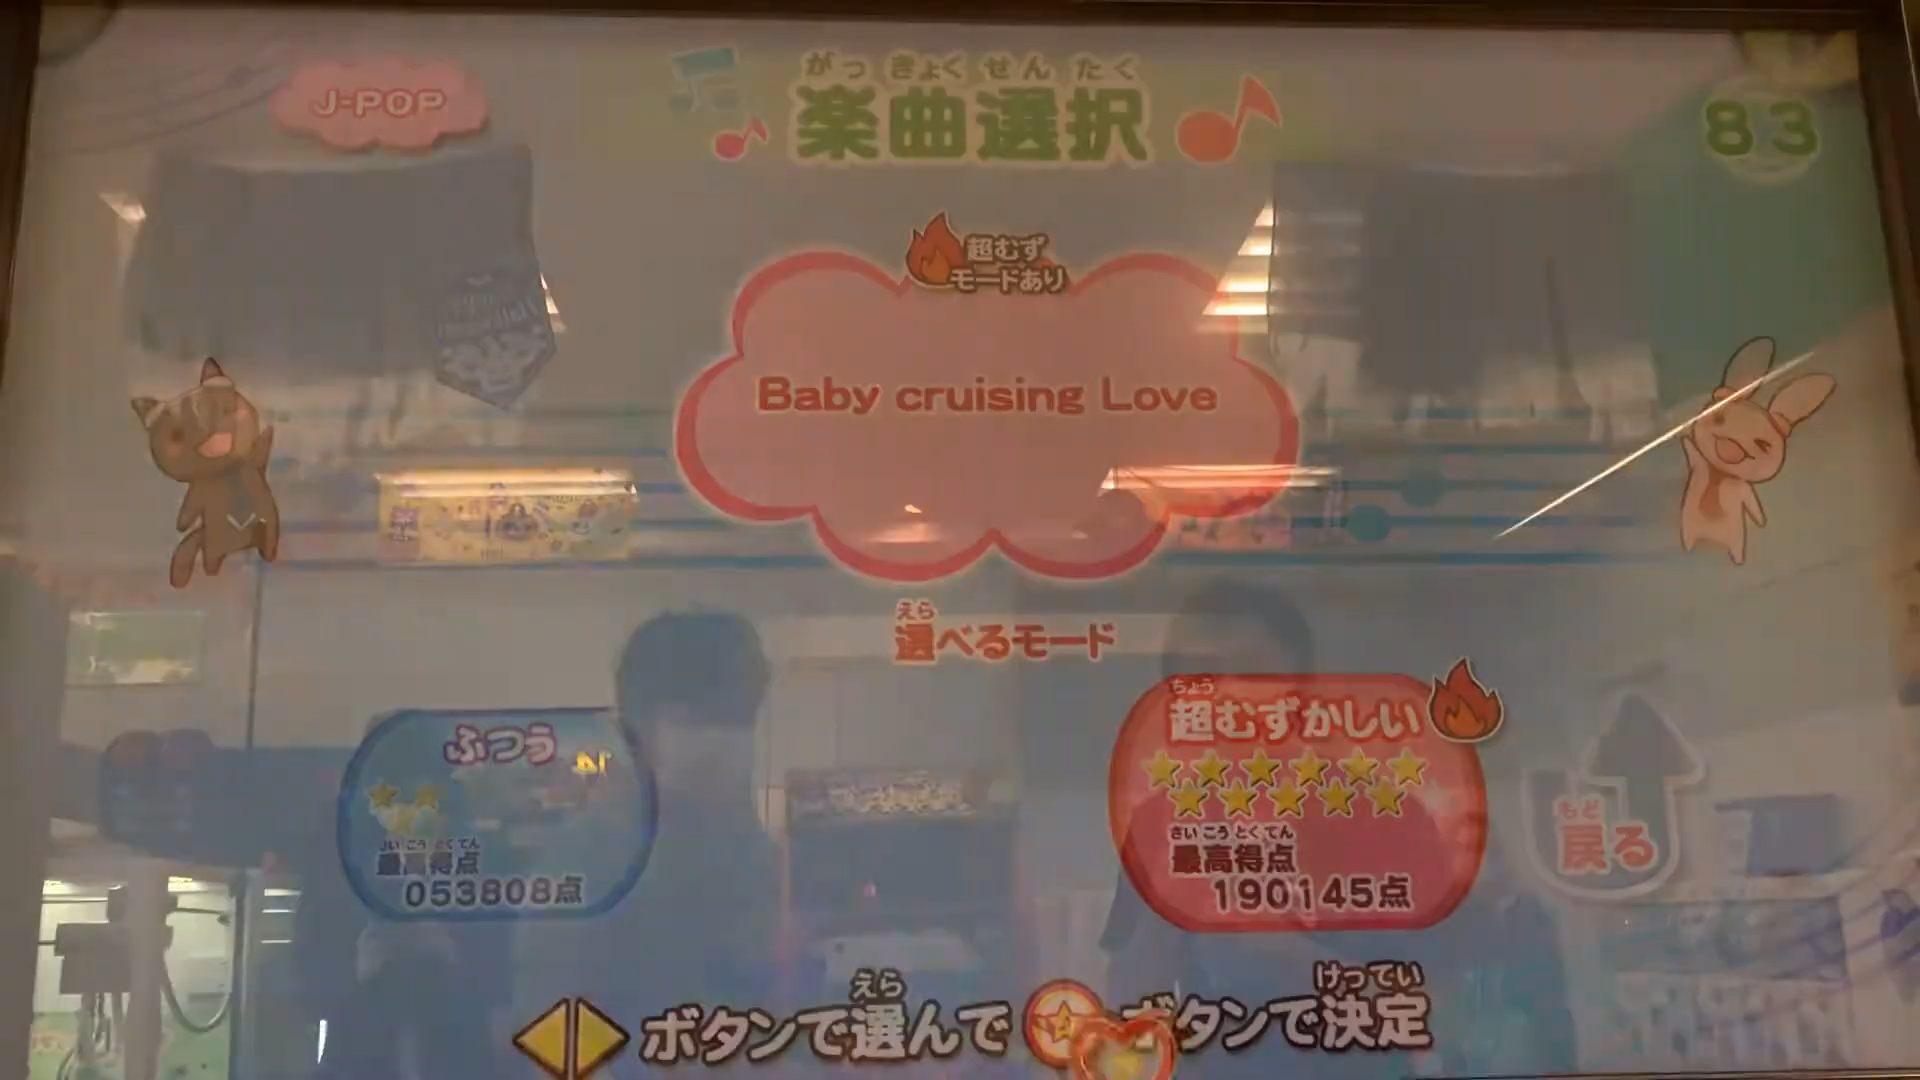 J-POP
がっきょくせんたく
楽曲選択
83
超むず
モードあり
Baby cruising Love
えら
選べるモード
ふつう
さいこうとくてん
最高得点
053808点
ちょう
超むずかしい
さいこうとくてん
最高得点
190145点
もど
戻る
えら
けってい
ボタンで選んで ボタンで決定